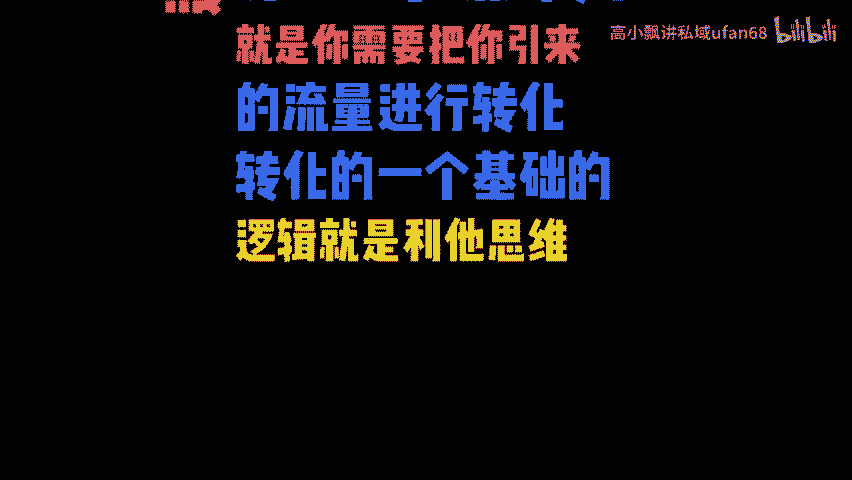 高小飘讲私域ufan68 bilibili
就是你需要把你引来
的流量进行转化
转化的一个基础的
逻辑就是利他思维